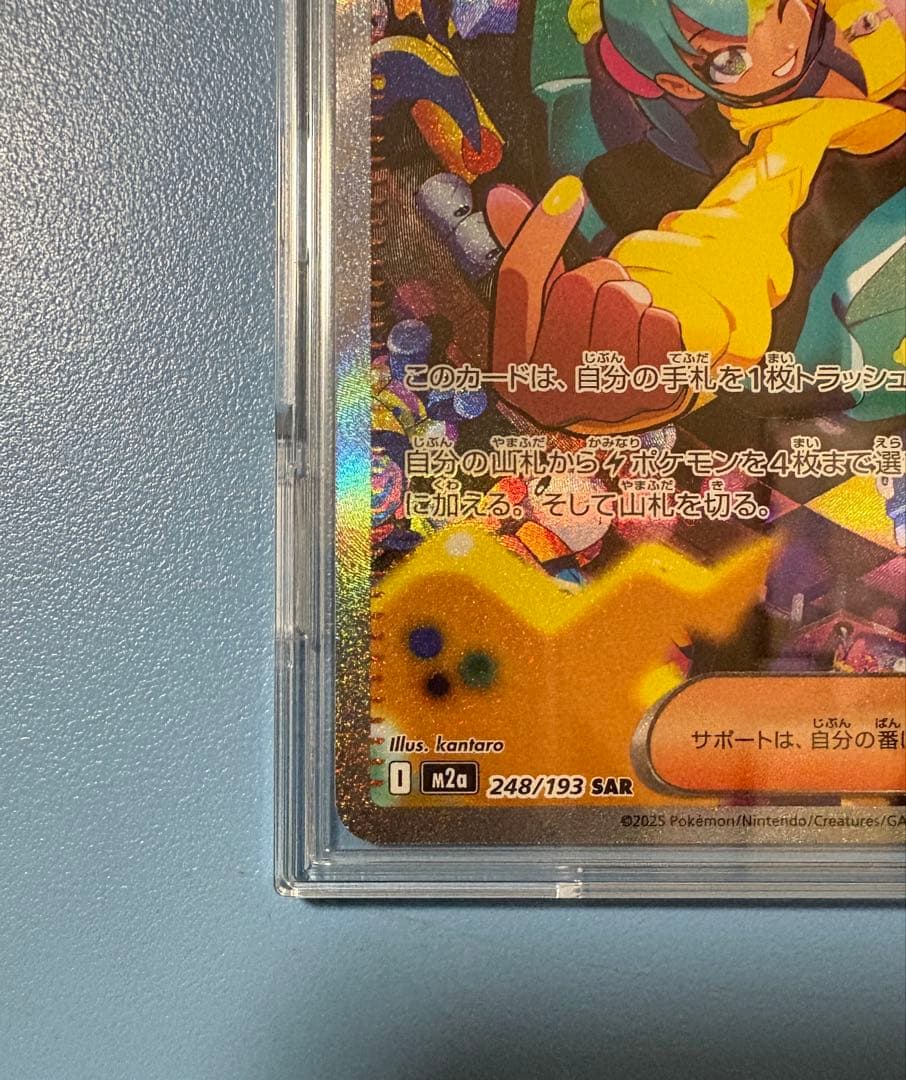 このカードは、自分の手札を1枚トラッシュ
自分の山札から ポケモンを4枚まで選
に加える。そして山札を切る。
サポートは、自分の番に
Illus. kantaro
I M2a 248/193 SAR
©2025 Pokémon/Nintendo/Creatures/GA